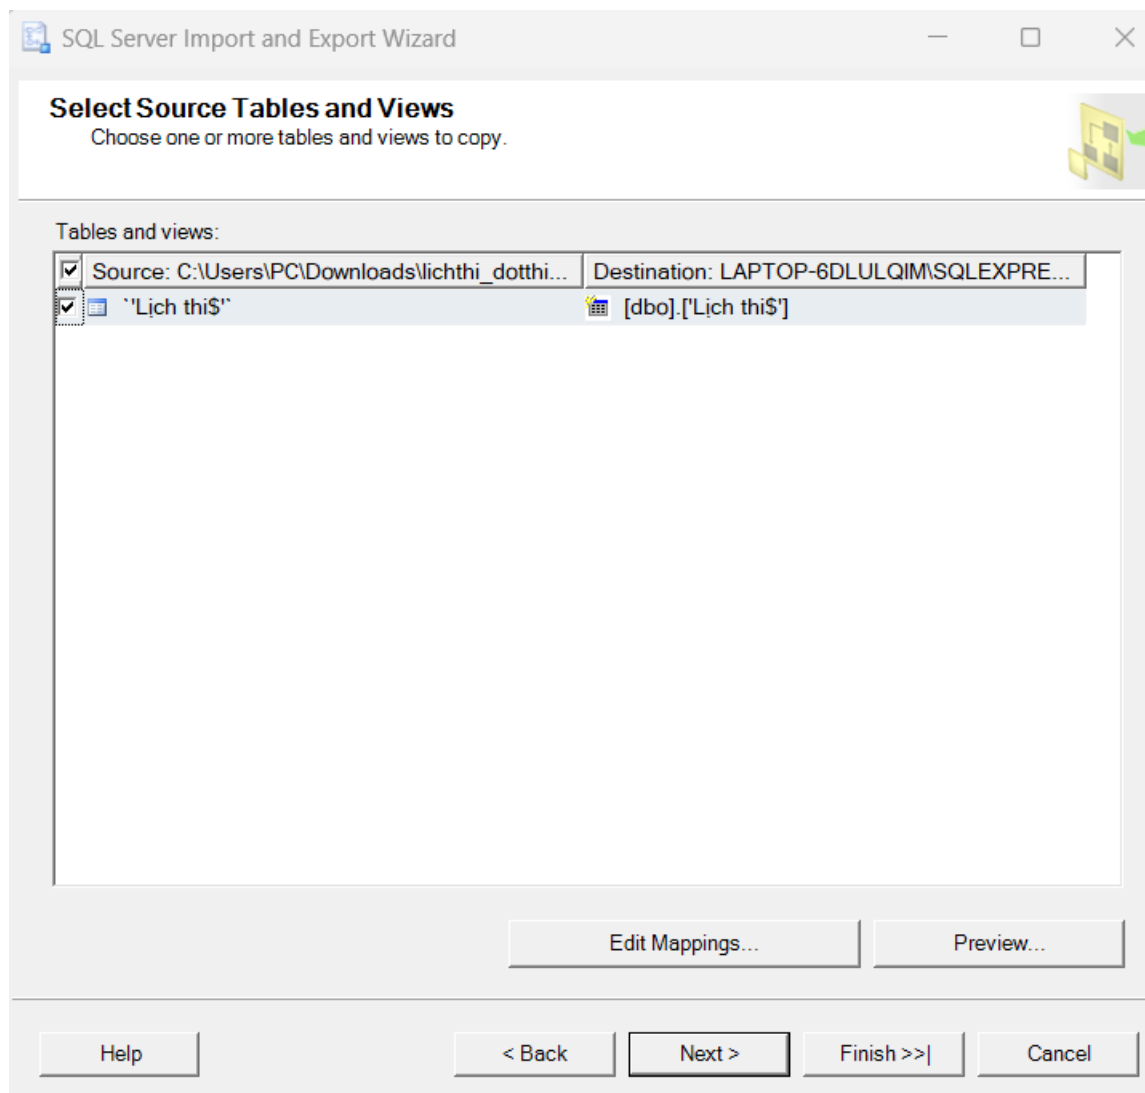 SQL Server Import and Export Wizard
Select Source Tables and Views
Choose one or more tables and views to copy.
Tables and views:
Source: C:\Users\PC\Downloads\lichthi_dotthi... Destination: LAPTOP-6DLULQIM\SQLEXPRE...
`'Lịch thi$'` [dbo].['Lịch thi$']
Edit Mappings... Preview...
Help < Back Next > Finish >>| Cancel